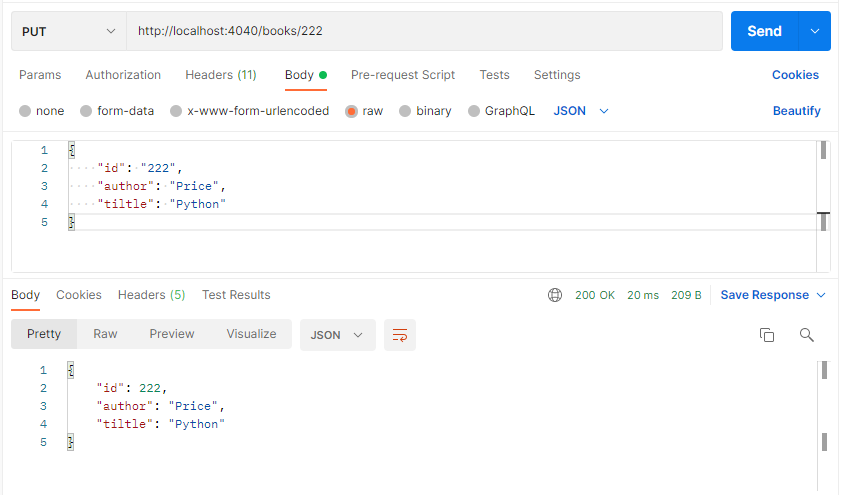 PUT http://localhost:4040/books/222 Send
Params Authorization Headers (11) Body Pre-request Script Tests Settings Cookies
none form-data x-www-form-urlencoded raw binary GraphQL JSON Beautify
1 {
2 "id": "222",
3 "author": "Price",
4 "tiltle": "Python"
5 }
Body Cookies Headers (5) Test Results 200 OK 20 ms 209 B Save Response
Pretty Raw Preview Visualize JSON
1 {
2 "id": 222,
3 "author": "Price",
4 "tiltle": "Python"
5 }